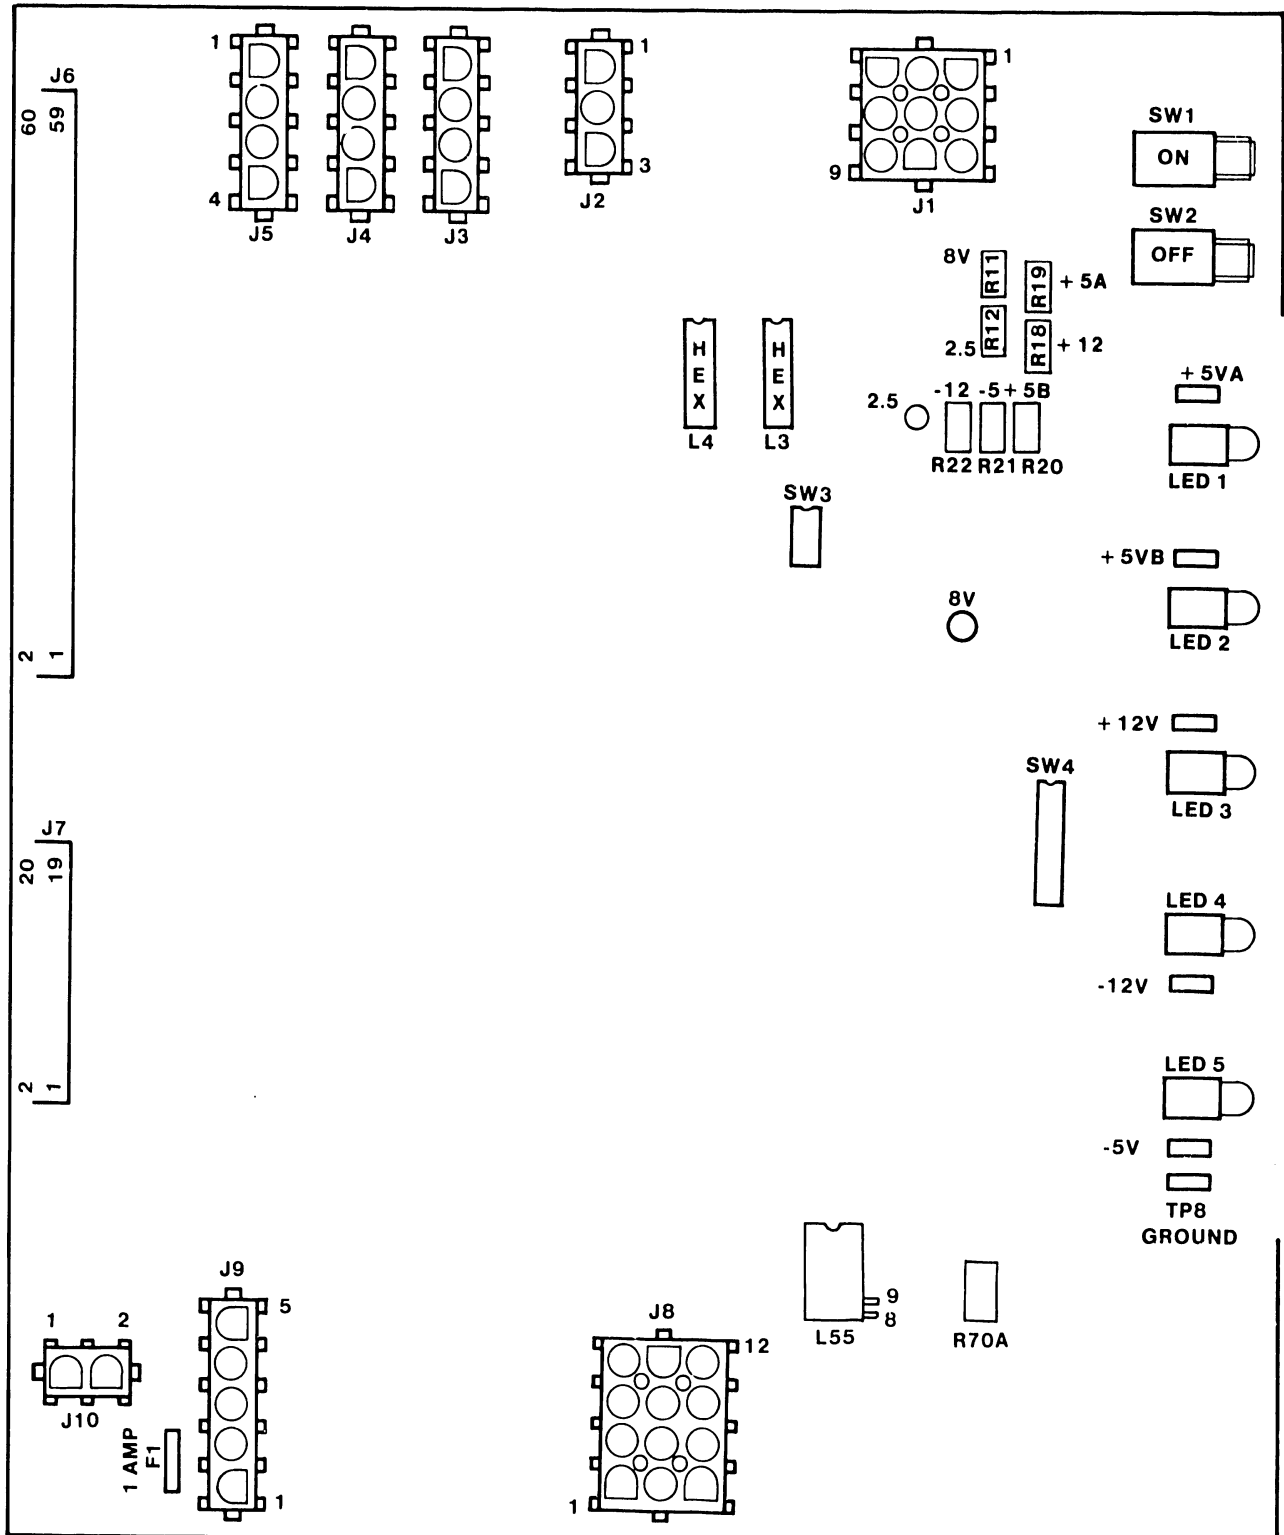 J6
60
59
2
1
1
4
J5
J4
J3
1
3
J2
1
9
J1
SW1
ON
SW2
OFF
8V
R11
R19
+ 5A
R12
2.5
R18
+ 12
HEX
L4
HEX
L3
2.5
-12 -5 + 5B
R22 R21 R20
+ 5VA
LED 1
SW3
+ 5VB
LED 2
8V
+ 12V
LED 3
SW4
J7
20
19
2
1
LED 4
-12V
LED 5
-5V
TP8
GROUND
J9
5
1
1 2
J10
1 AMP
F1
J8
12
1
9
8
L55
R70A